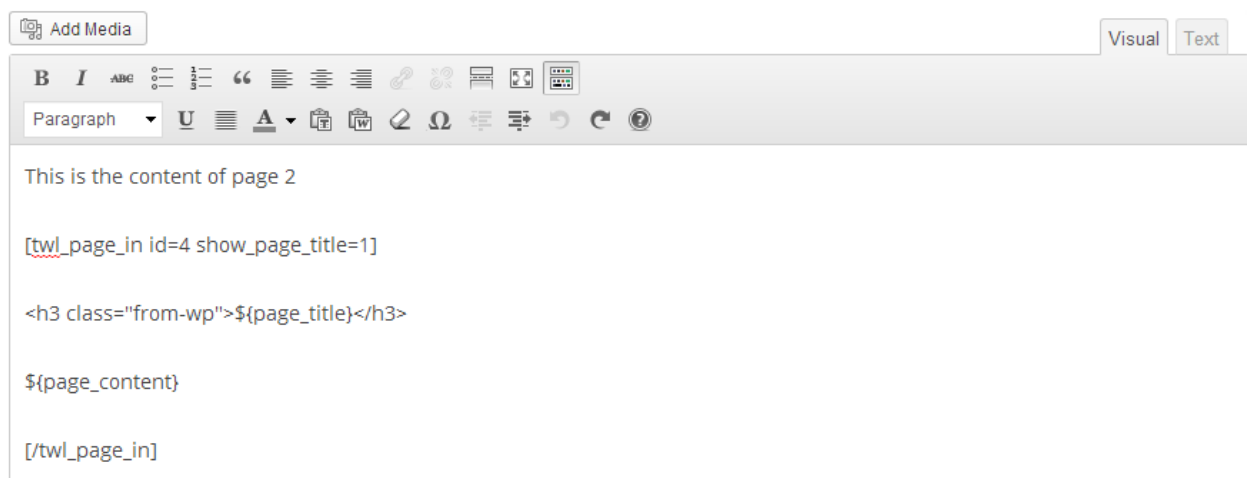 Add Media
Visual Text
B I ABC
Paragraph U A T W Ω
This is the content of page 2
[twl_page_in id=4 show_page_title=1]
<h3 class="from-wp">${page_title}</h3>
${page_content}
[/twl_page_in]